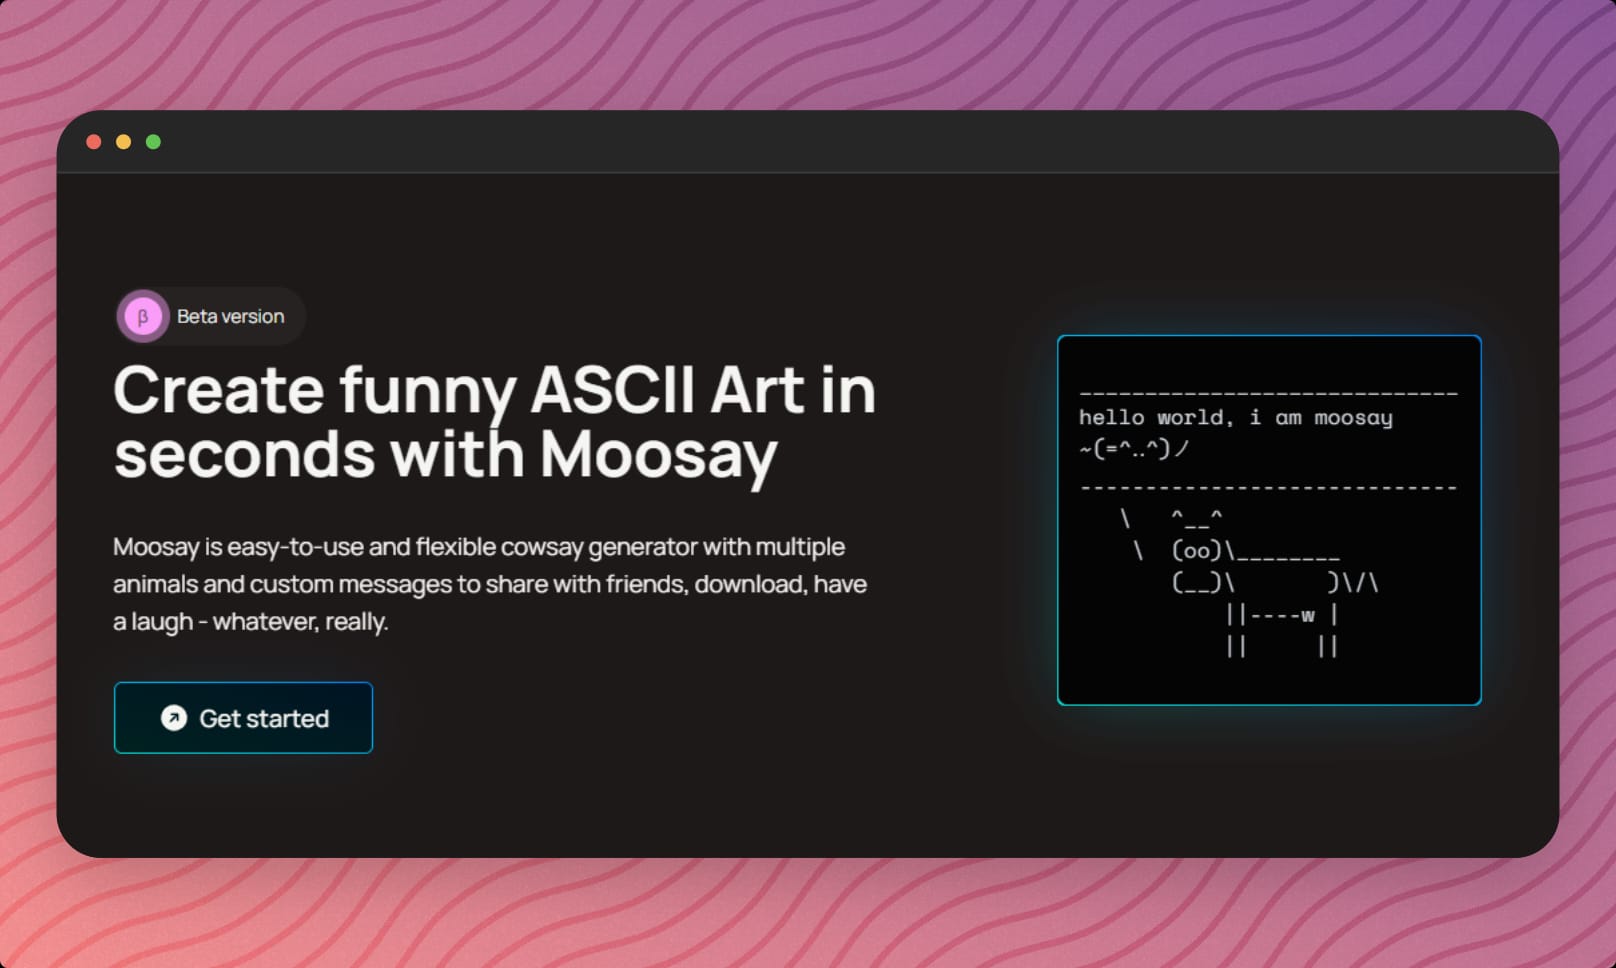 β Beta version
Create funny ASCII Art in
seconds with Moosay
Moosay is easy-to-use and flexible cowsay generator with multiple
animals and custom messages to share with friends, download, have
a laugh - whatever, really.
Get started
_____________________________
hello world, i am moosay
~(=^..^)ノ
-----------------------------
   \   ^__^
    \  (oo)\________
       (__)\       )\/\
           ||----w |
           ||     ||